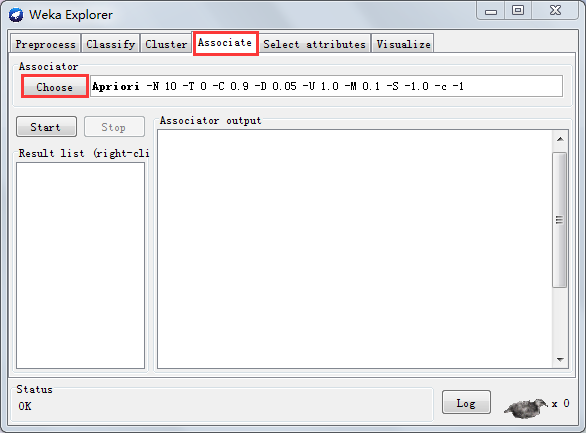 Weka Explorer
Preprocess Classify Cluster Associate Select attributes Visualize
Associator
Choose Apriori -N 10 -T 0 -C 0.9 -D 0.05 -U 1.0 -M 0.1 -S -1.0 -c -1
Start Stop
Associator output
Result list (right-cli
Status
OK
Log
x 0